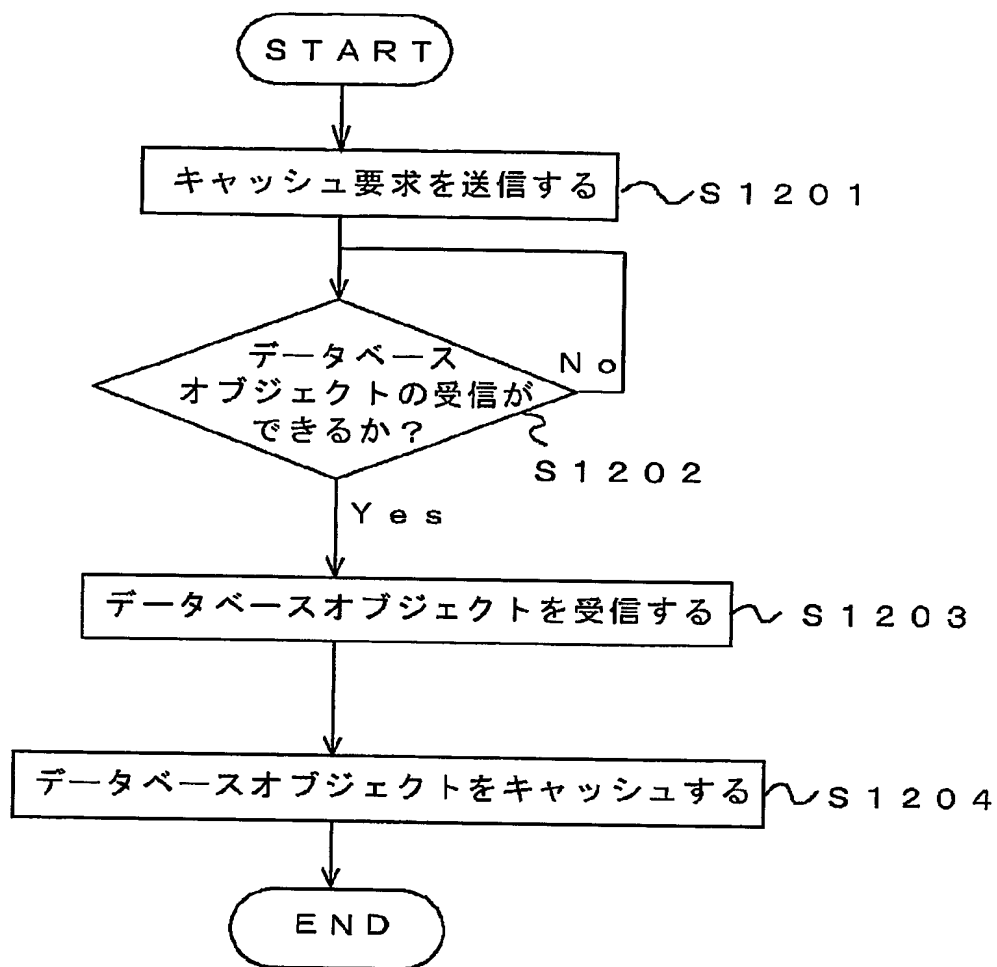 ＳＴＡＲＴ
キャッシュ要求を送信する
Ｓ１２０１
データベース
オブジェクトの受信が
できるか？
Ｎｏ
Ｓ１２０２
Ｙｅｓ
データベースオブジェクトを受信する
Ｓ１２０３
データベースオブジェクトをキャッシュする
Ｓ１２０４
ＥＮＤ